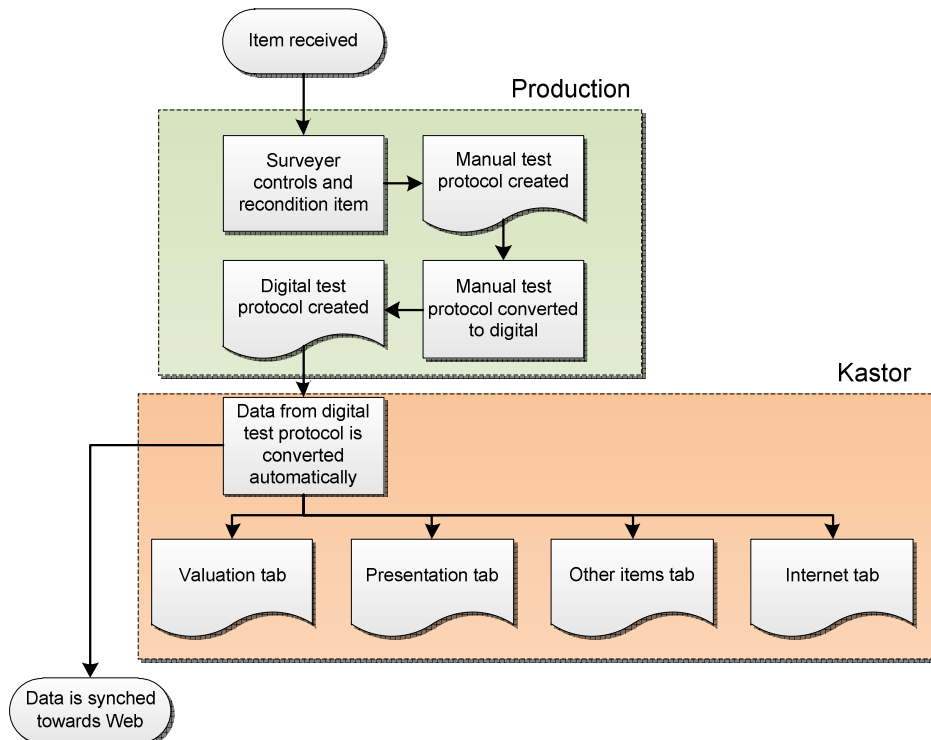 Item received
Production
Surveyer
controls and
recondition item
Manual test
protocol created
Digital test
protocol created
Manual test
protocol converted
to digital
Kastor
Data from digital
test protocol is
converted
automatically
Valuation tab
Presentation tab
Other items tab
Internet tab
Data is synched
towards Web